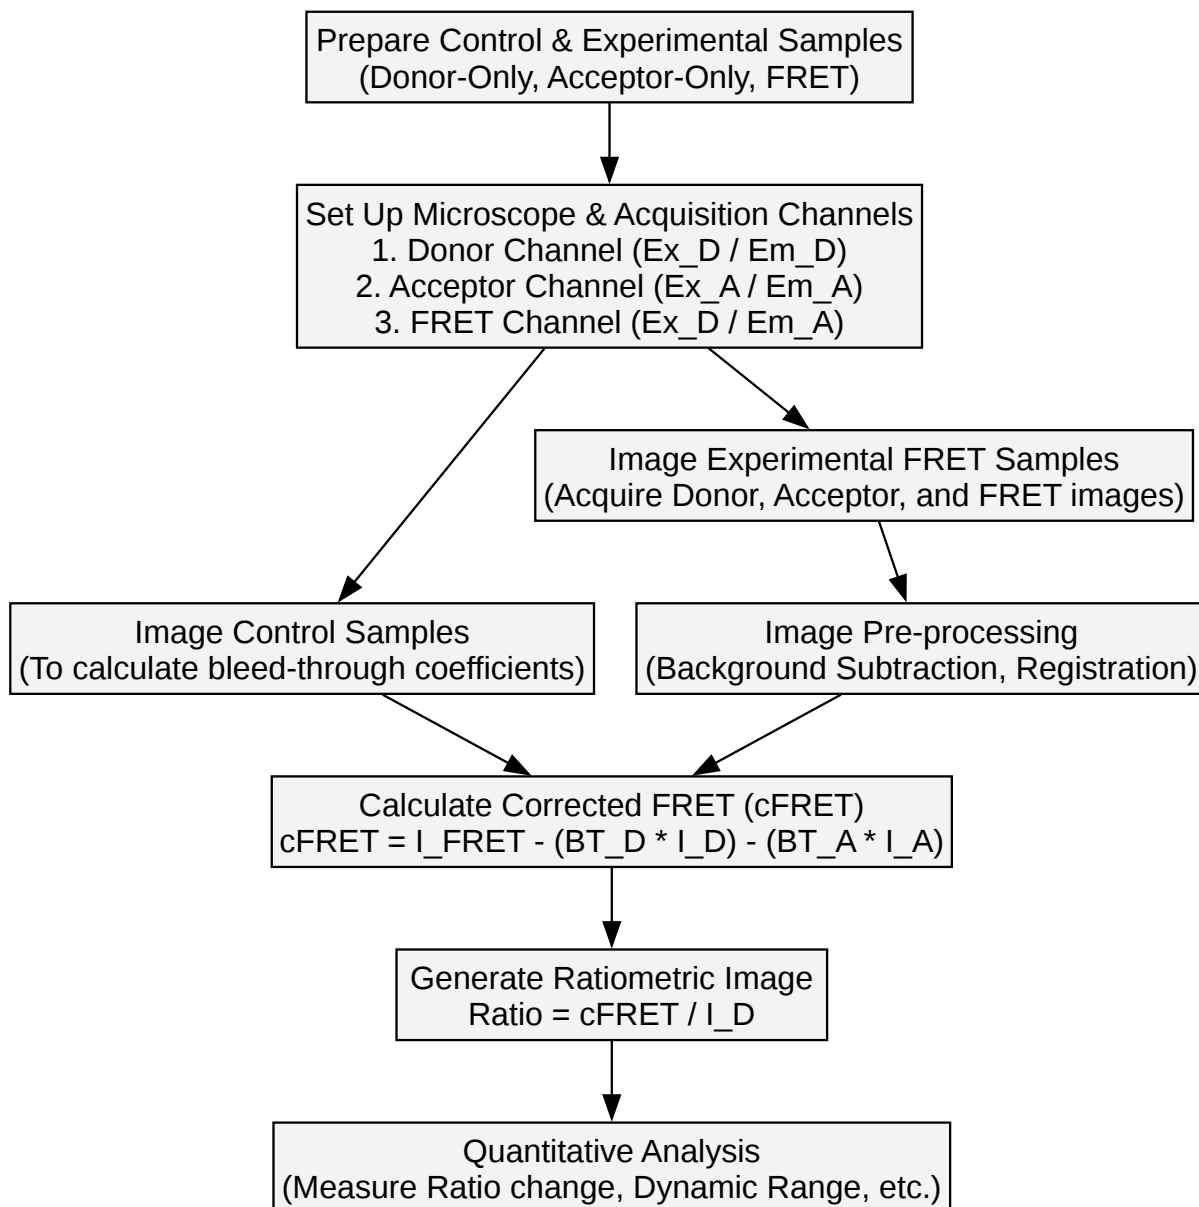 Prepare Control & Experimental Samples
(Donor-Only, Acceptor-Only, FRET)
Set Up Microscope & Acquisition Channels
1. Donor Channel (Ex_D / Em_D)
2. Acceptor Channel (Ex_A / Em_A)
3. FRET Channel (Ex_D / Em_A)
Image Experimental FRET Samples
(Acquire Donor, Acceptor, and FRET images)
Image Control Samples
(To calculate bleed-through coefficients)
Image Pre-processing
(Background Subtraction, Registration)
Calculate Corrected FRET (cFRET)
cFRET = I_FRET - (BT_D * I_D) - (BT_A * I_A)
Generate Ratiometric Image
Ratio = cFRET / I_D
Quantitative Analysis
(Measure Ratio change, Dynamic Range, etc.)